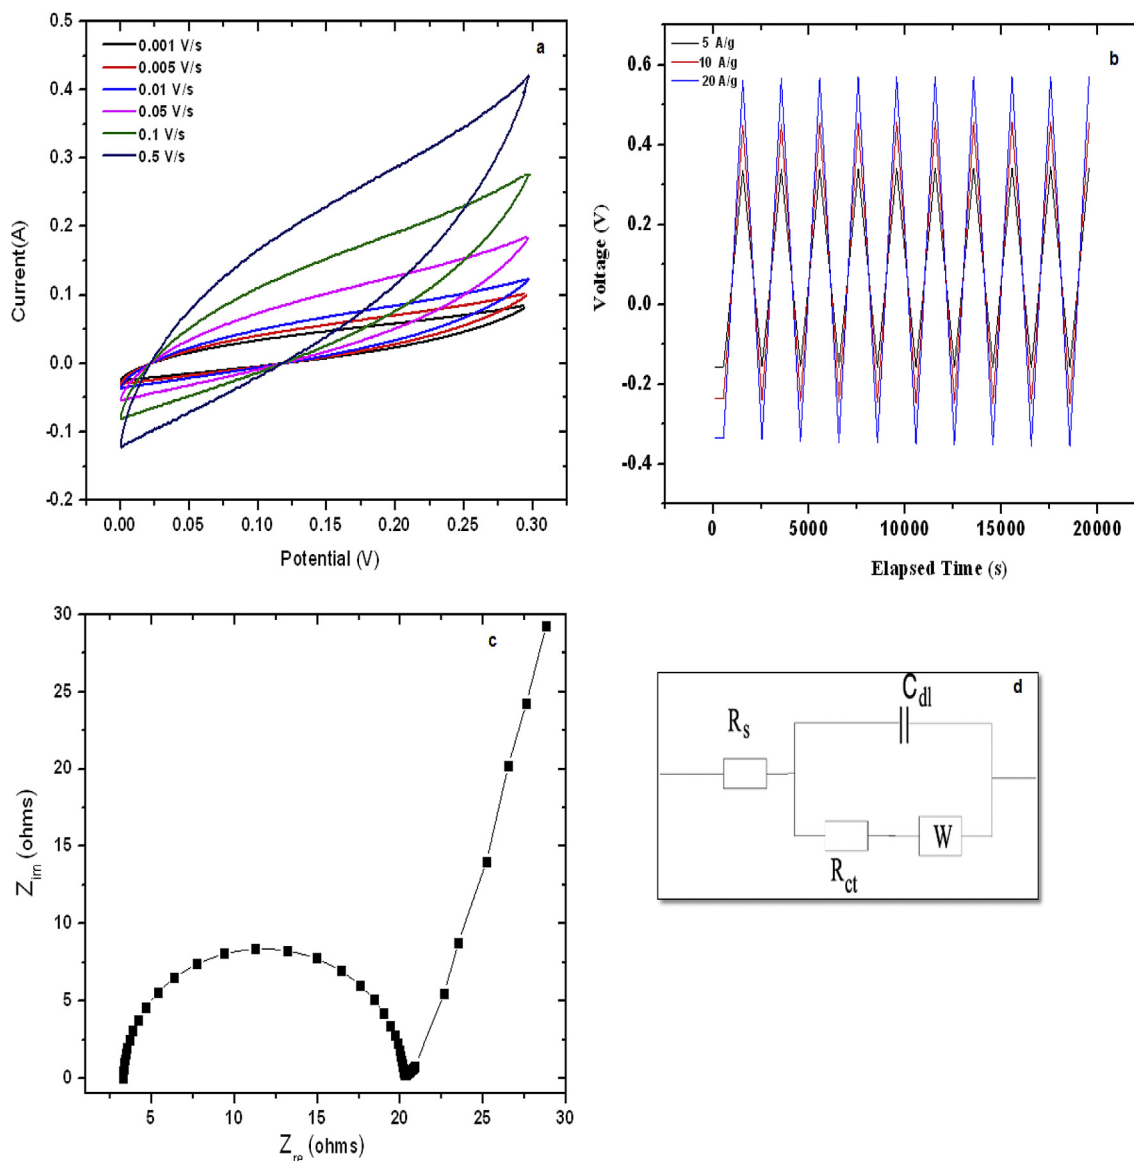 a
0.001 V/s
0.005 V/s
0.01 V/s
0.05 V/s
0.1 V/s
0.5 V/s
0.5
0.4
0.3
0.2
0.1
0.0
-0.1
-0.2
Current(A)
0.00 0.05 0.10 0.15 0.20 0.25 0.30
Potential (V)
b
5 A/g
10 A/g
20 A/g
0.6
0.4
0.2
0.0
-0.2
-0.4
Voltage (V)
0 5000 10000 15000 20000
Elapsed Time (s)
c
30
25
20
15
10
5
0
Zim (ohms)
5 10 15 20 25 30
Zre (ohms)
d
Cdl
Rs
W
Rct